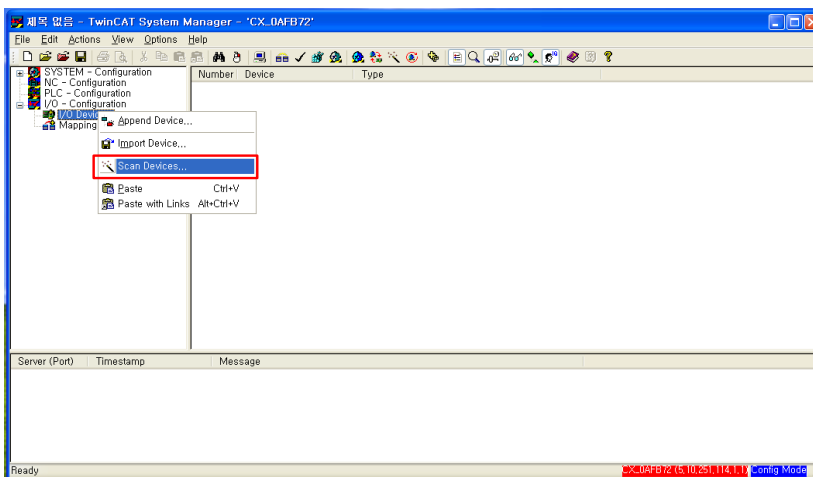 제목 없음 - TwinCAT System Manager - 'CX_0AFB72'
File Edit Actions View Options Help
SYSTEM - Configuration
NC - Configuration
PLC - Configuration
I/O - Configuration
I/O Devic
Mapping
Number Device Type
Append Device...
Import Device...
Scan Devices...
Paste Ctrl+V
Paste with Links Alt+Ctrl+V
Server (Port) Timestamp Message
Ready CX_0AFB72 (5,10,251,114,1,1) Config Mode